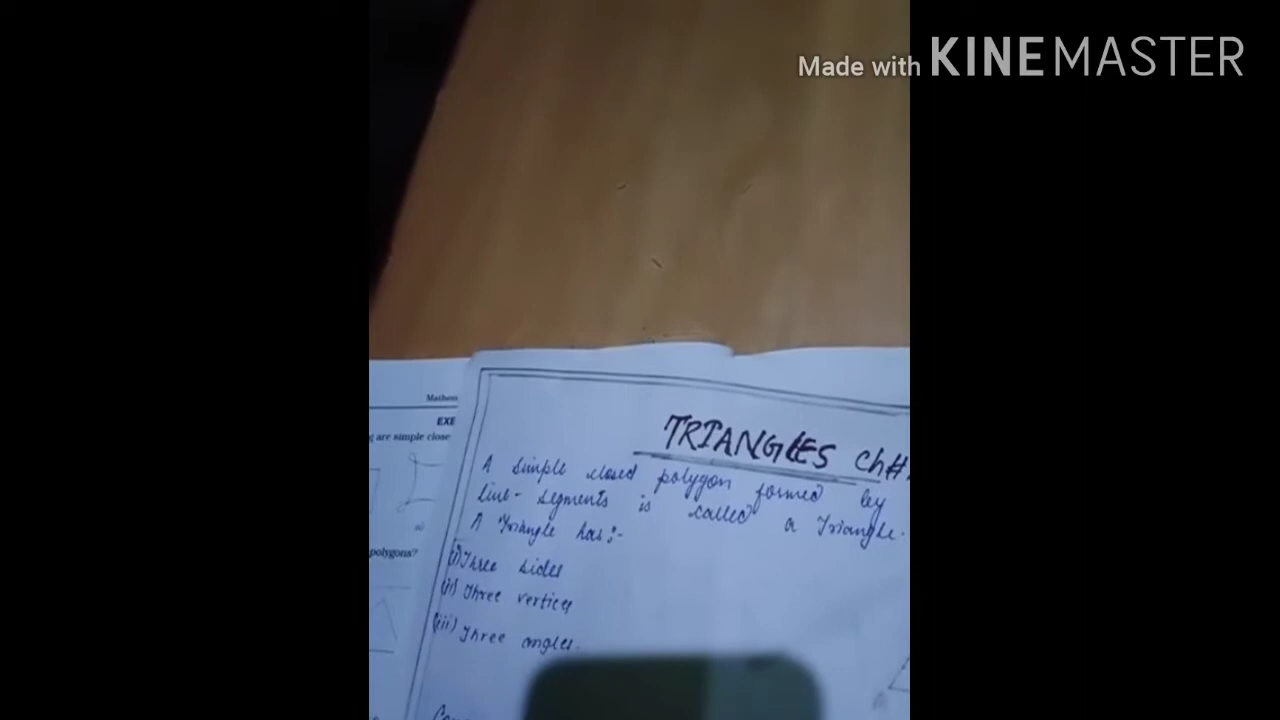 Made with KINEMASTER
Mathem
EXE
are simple close
polygons?
TRIANGLES Ch#
A simple closed polygon formed by
line-segments is called a Triangle.
A Triangle has:-
(i) Three sides
(ii) Three vertices
(iii) Three angles.